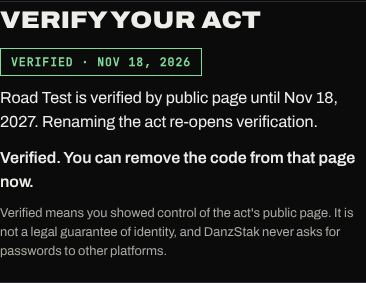 VERIFY YOUR ACT
VERIFIED · NOV 18, 2026
Road Test is verified by public page until Nov 18,
2027. Renaming the act re-opens verification.
Verified. You can remove the code from that page
now.
Verified means you showed control of the act's public page. It is
not a legal guarantee of identity, and DanzStak never asks for
passwords to other platforms.